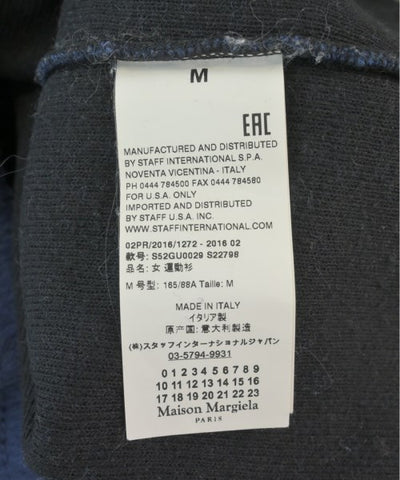 M
EAC
MANUFACTURED AND DISTRIBUTED
BY STAFF INTERNATIONAL S.P.A.
NOVENTA VICENTINA - ITALY
PH 0444 784500 FAX 0444 784580
FOR U.S.A. ONLY
IMPORTED AND DISTRIBUTED
BY STAFF U.S.A. INC.
WWW.STAFFINTERNATIONAL.COM
02PR/2016/1272 - 2016 02
款号: S52GU0029 S22798
品名: 女 運動衫
M 号型: 165/88A Taille: M
MADE IN ITALY
イタリア製
原产国: 意大利製造
(株)スタッフインターナショナルジャパン
03-5794-9931
0 1 2 3 4 5 6 7 8 9
10 11 12 13 14 15 16
17 18 19 20 21 22 23
Maison Margiela
PARIS